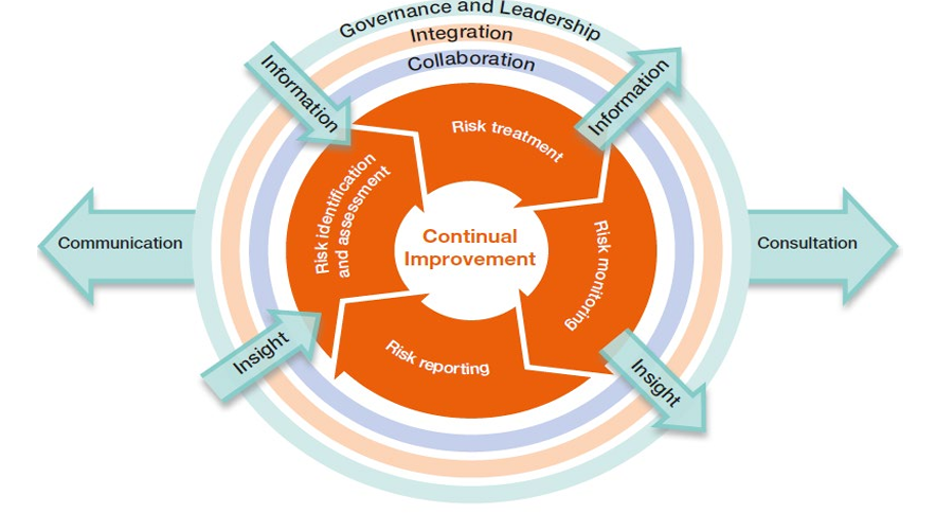 Governance and Leadership
Integration
Collaboration
Information
Information
Risk treatment
Risk identification
and assessment
Continual
Improvement
Risk monitoring
Communication
Consultation
Insight
Risk reporting
Insight